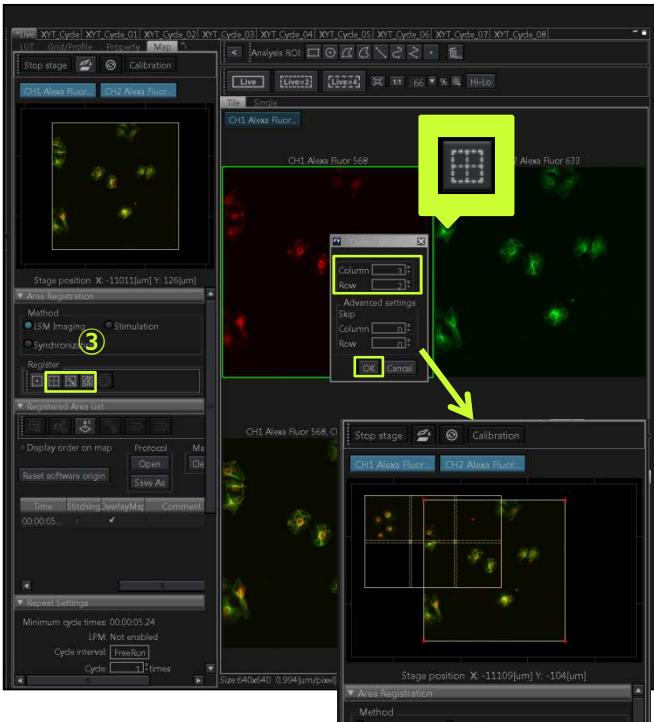 Live XYT_Cycle XYT_Cycle_01 XYT_Cycle_02 XYT_Cycle_03 XYT_Cycle_04 XYT_Cycle_05 XYT_Cycle_06 XYT_Cycle_07 XYT_Cycle_08
LUT Grid/Profile Property Map
< Analysis ROI:
Stop stage Calibration
Live Live×2 Live×4 1:1 66 % Hi-Lo
CH1 Alexa Fluor... CH2 Alexa Fluor...
Tile Single
CH1 Alexa Fluor...
CH1 Alexa Fluor 568
2 Alexa Fluor 633
Column 3
Row 2
Advanced settings
Skip
Column 0
Row 0
OK Cancel
Stage position X: -11011[um] Y: 126[um]
Area Registration
Method
LSM Imaging Stimulation
③
Register
Registered Area List
Display order on map Protocol Ma
Open Cle
Reset software origin
Save As
Time Stitching OverlayMap Comment
00:00:05...
Repeat Settings
Minimum cycle times: 00:00:05.24
LPM: Not enabled
Cycle interval: FreeRun
Cycle: 1 times
CH1 Alexa Fluor 568, C
Size:640x640 0.994[um/pixel]
Stop stage Calibration
CH1 Alexa Fluor... CH2 Alexa Fluor...
Stage position X: -11109[um] Y: -104[um]
Area Registration
Method